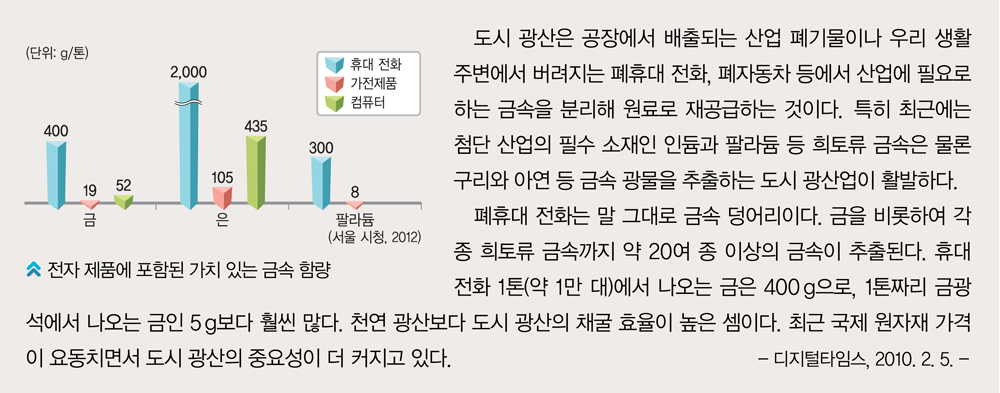 (단위: g/톤)
휴대 전화
가전제품
컴퓨터
2,000
400
19
52
105
435
300
8
금
은
팔라듐
(서울 시청, 2012)
전자 제품에 포함된 가치 있는 금속 함량
도시 광산은 공장에서 배출되는 산업 폐기물이나 우리 생활
주변에서 버려지는 폐휴대 전화, 폐자동차 등에서 산업에 필요로
하는 금속을 분리해 원료로 재공급하는 것이다. 특히 최근에는
첨단 산업의 필수 소재인 인듐과 팔라듐 등 희토류 금속은 물론
구리와 아연 등 금속 광물을 추출하는 도시 광산업이 활발하다.
폐휴대 전화는 말 그대로 금속 덩어리이다. 금을 비롯하여 각
종 희토류 금속까지 약 20여 종 이상의 금속이 추출된다. 휴대
전화 1톤(약 1만 대)에서 나오는 금은 400 g으로, 1톤짜리 금광
석에서 나오는 금인 5 g보다 훨씬 많다. 천연 광산보다 도시 광산의 채굴 효율이 높은 셈이다. 최근 국제 원자재 가격
이 요동치면서 도시 광산의 중요성이 더 커지고 있다.
– 디지털타임스, 2010. 2. 5. –